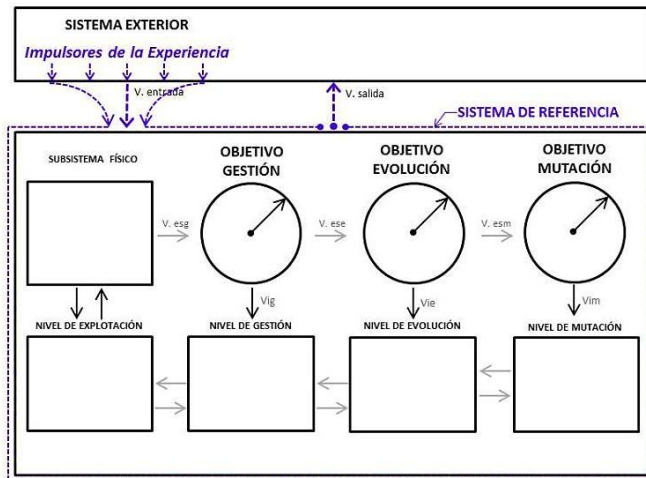 SISTEMA EXTERIOR
Impulsores de la Experiencia
V. entrada
V. salida
SISTEMA DE REFERENCIA
SUBSISTEMA FÍSICO
OBJETIVO
GESTIÓN
OBJETIVO
EVOLUCIÓN
OBJETIVO
MUTACIÓN
V. esg
V. ese
V. esm
Vig
Vie
Vim
NIVEL DE EXPLOTACIÓN
NIVEL DE GESTIÓN
NIVEL DE EVOLUCIÓN
NIVEL DE MUTACIÓN